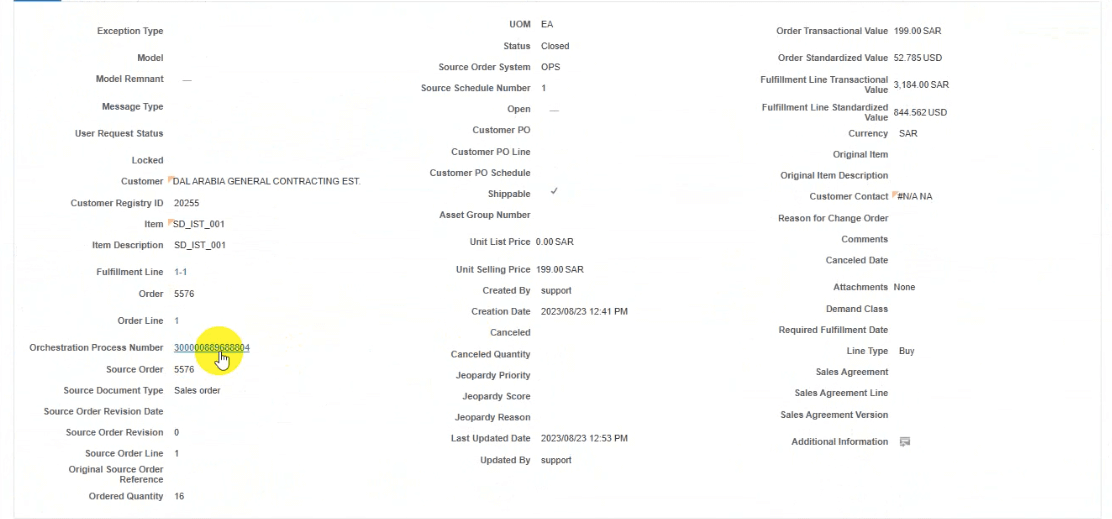 Exception Type
Model
Model Remnant —
Message Type
User Request Status
Locked
Customer DAL ARABIA GENERAL CONTRACTING EST.
Customer Registry ID 20255
Item SD_IST_001
Item Description SD_IST_001
Fulfillment Line 1-1
Order 5576
Order Line 1
Orchestration Process Number 300000889688804
Source Order 5576
Source Document Type Sales order
Source Order Revision Date
Source Order Revision 0
Source Order Line 1
Original Source Order
Reference
Ordered Quantity 16
UOM EA
Status Closed
Source Order System OPS
Source Schedule Number 1
Open —
Customer PO
Customer PO Line
Customer PO Schedule
Shippable ✓
Asset Group Number
Unit List Price 0.00 SAR
Unit Selling Price 199.00 SAR
Created By support
Creation Date 2023/08/23 12:41 PM
Canceled
Canceled Quantity
Jeopardy Priority
Jeopardy Score
Jeopardy Reason
Last Updated Date 2023/08/23 12:53 PM
Updated By support
Order Transactional Value 199.00 SAR
Order Standardized Value 52.785 USD
Fulfillment Line Transactional
Value 3,184.00 SAR
Fulfillment Line Standardized
Value 844.562 USD
Currency SAR
Original Item
Original Item Description
Customer Contact #N/A NA
Reason for Change Order
Comments
Canceled Date
Attachments None
Demand Class
Required Fulfillment Date
Line Type Buy
Sales Agreement
Sales Agreement Line
Sales Agreement Version
Additional Information